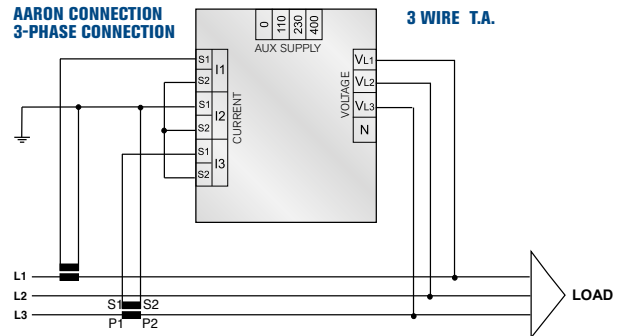 AARON CONNECTION
3-PHASE CONNECTION
3 WIRE T.A.
0
110
230
400
AUX SUPPLY
S1
I1
S2
S1
I2
S2
S1
I3
S2
CURRENT
VOLTAGE
VL1
VL2
VL3
N
L1
L2
L3
S1 S2
P1 P2
LOAD